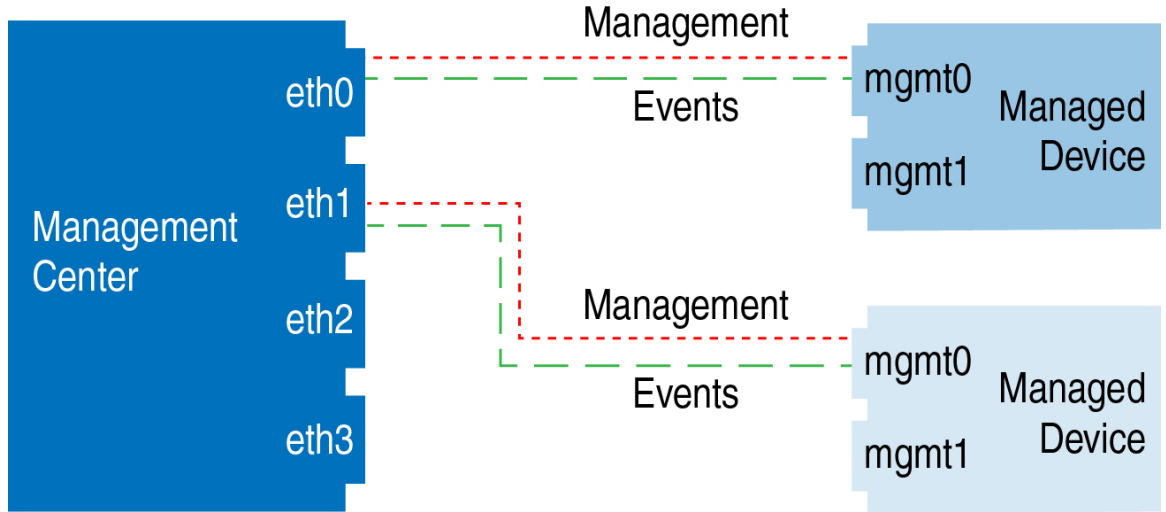 Management
Center
eth0
eth1
eth2
eth3
Management
Events
mgmt0
mgmt1
Managed
Device
Management
Events
mgmt0
mgmt1
Managed
Device